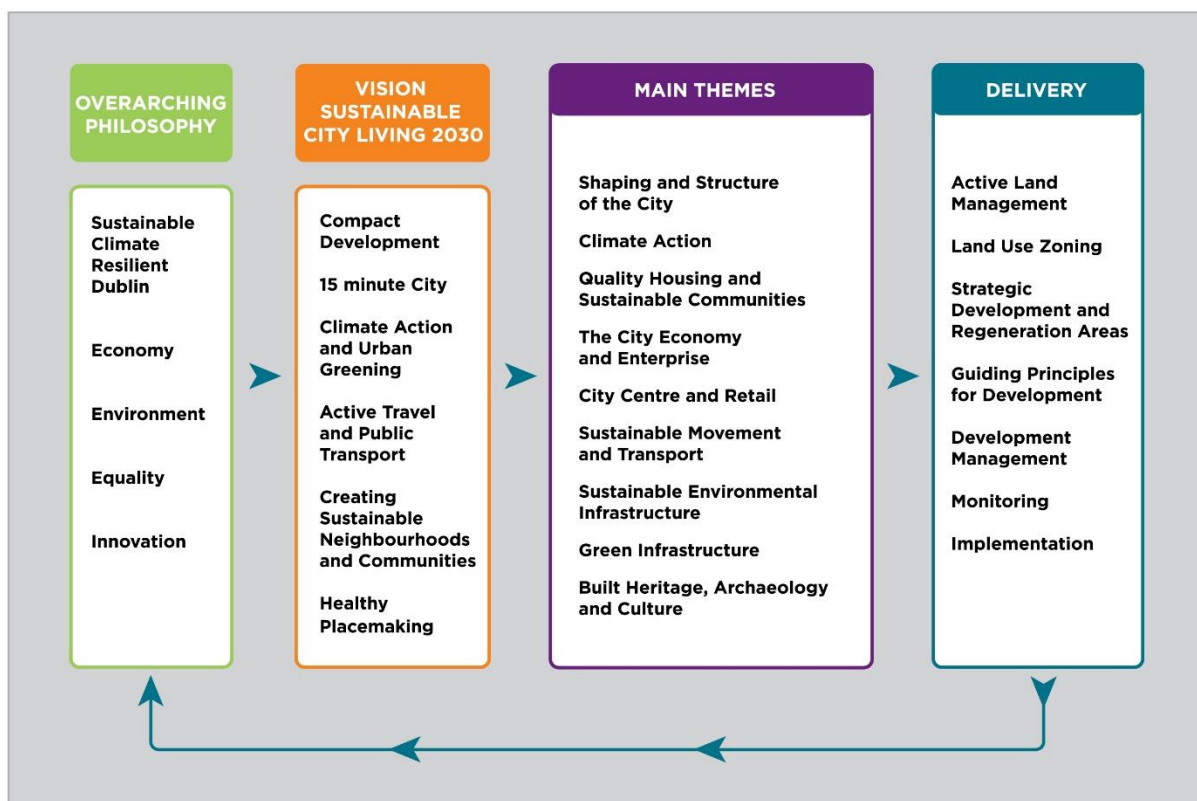 OVERARCHING
PHILOSOPHY
Sustainable
Climate
Resilient
Dublin
Economy
Environment
Equality
Innovation
VISION
SUSTAINABLE
CITY LIVING 2030
Compact
Development
15 minute City
Climate Action
and Urban
Greening
Active Travel
and Public
Transport
Creating
Sustainable
Neighbourhoods
and Communities
Healthy
Placemaking
MAIN THEMES
Shaping and Structure
of the City
Climate Action
Quality Housing and
Sustainable Communities
The City Economy
and Enterprise
City Centre and Retail
Sustainable Movement
and Transport
Sustainable Environmental
Infrastructure
Green Infrastructure
Built Heritage, Archaeology
and Culture
DELIVERY
Active Land
Management
Land Use Zoning
Strategic
Development and
Regeneration Areas
Guiding Principles
for Development
Development
Management
Monitoring
Implementation